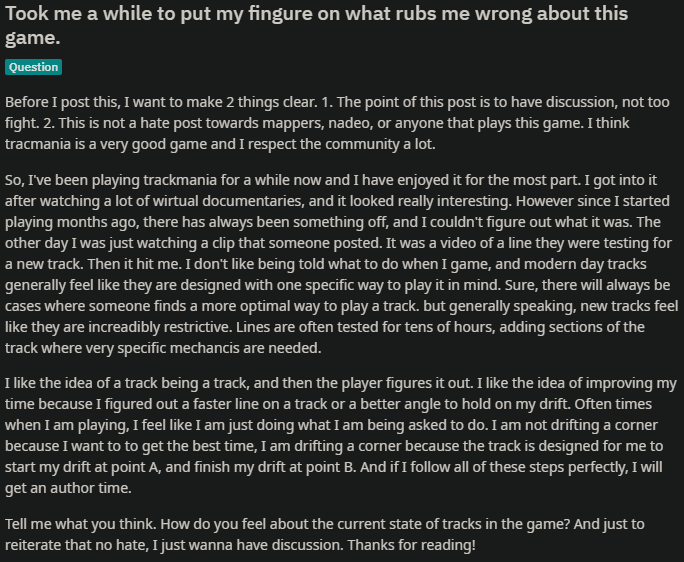 Took me a while to put my fingure on what rubs me wrong about this
game.
Question
Before I post this, I want to make 2 things clear. 1. The point of this post is to have discussion, not too
fight. 2. This is not a hate post towards mappers, nadeo, or anyone that plays this game. I think
tracmania is a very good game and I respect the community a lot.
So, I've been playing trackmania for a while now and I have enjoyed it for the most part. I got into it
after watching a lot of wirtual documentaries, and it looked really interesting. However since I started
playing months ago, there has always been something off, and I couldn't figure out what it was. The
other day I was just watching a clip that someone posted. It was a video of a line they were testing for
a new track. Then it hit me. I don't like being told what to do when I game, and modern day tracks
generally feel like they are designed with one specific way to play it in mind. Sure, there will always be
cases where someone finds a more optimal way to play a track. but generally speaking, new tracks feel
like they are increadibly restrictive. Lines are often tested for tens of hours, adding sections of the
track where very specific mechancis are needed.
I like the idea of a track being a track, and then the player figures it out. I like the idea of improving my
time because I figured out a faster line on a track or a better angle to hold on my drift. Often times
when I am playing, I feel like I am just doing what I am being asked to do. I am not drifting a corner
because I want to to get the best time, I am drifting a corner because the track is designed for me to
start my drift at point A, and finish my drift at point B. And if I follow all of these steps perfectly, I will
get an author time.
Tell me what you think. How do you feel about the current state of tracks in the game? And just to
reiterate that no hate, I just wanna have discussion. Thanks for reading!